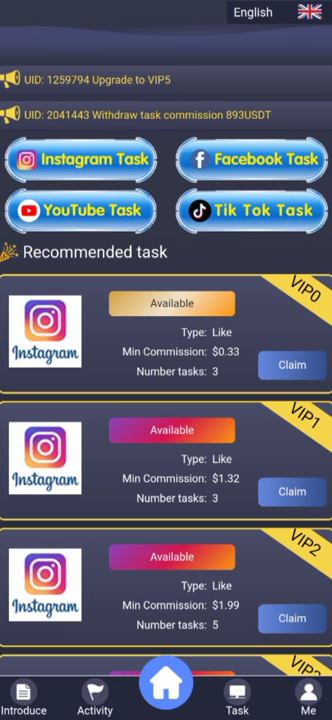 English
UID: 1259794 Upgrade to VIP5
UID: 2041443 Withdraw task commission 893USDT
Instagram Task
Facebook Task
YouTube Task
Tik Tok Task
Recommended task
VIP0
Available
Instagram
Type: Like
Min Commission: $0.33
Number tasks: 3
Claim
VIP1
Available
Instagram
Type: Like
Min Commission: $1.32
Number tasks: 3
Claim
VIP2
Available
Instagram
Type: Like
Min Commission: $1.99
Number tasks: 5
Claim
Introduce
Activity
Task
Me